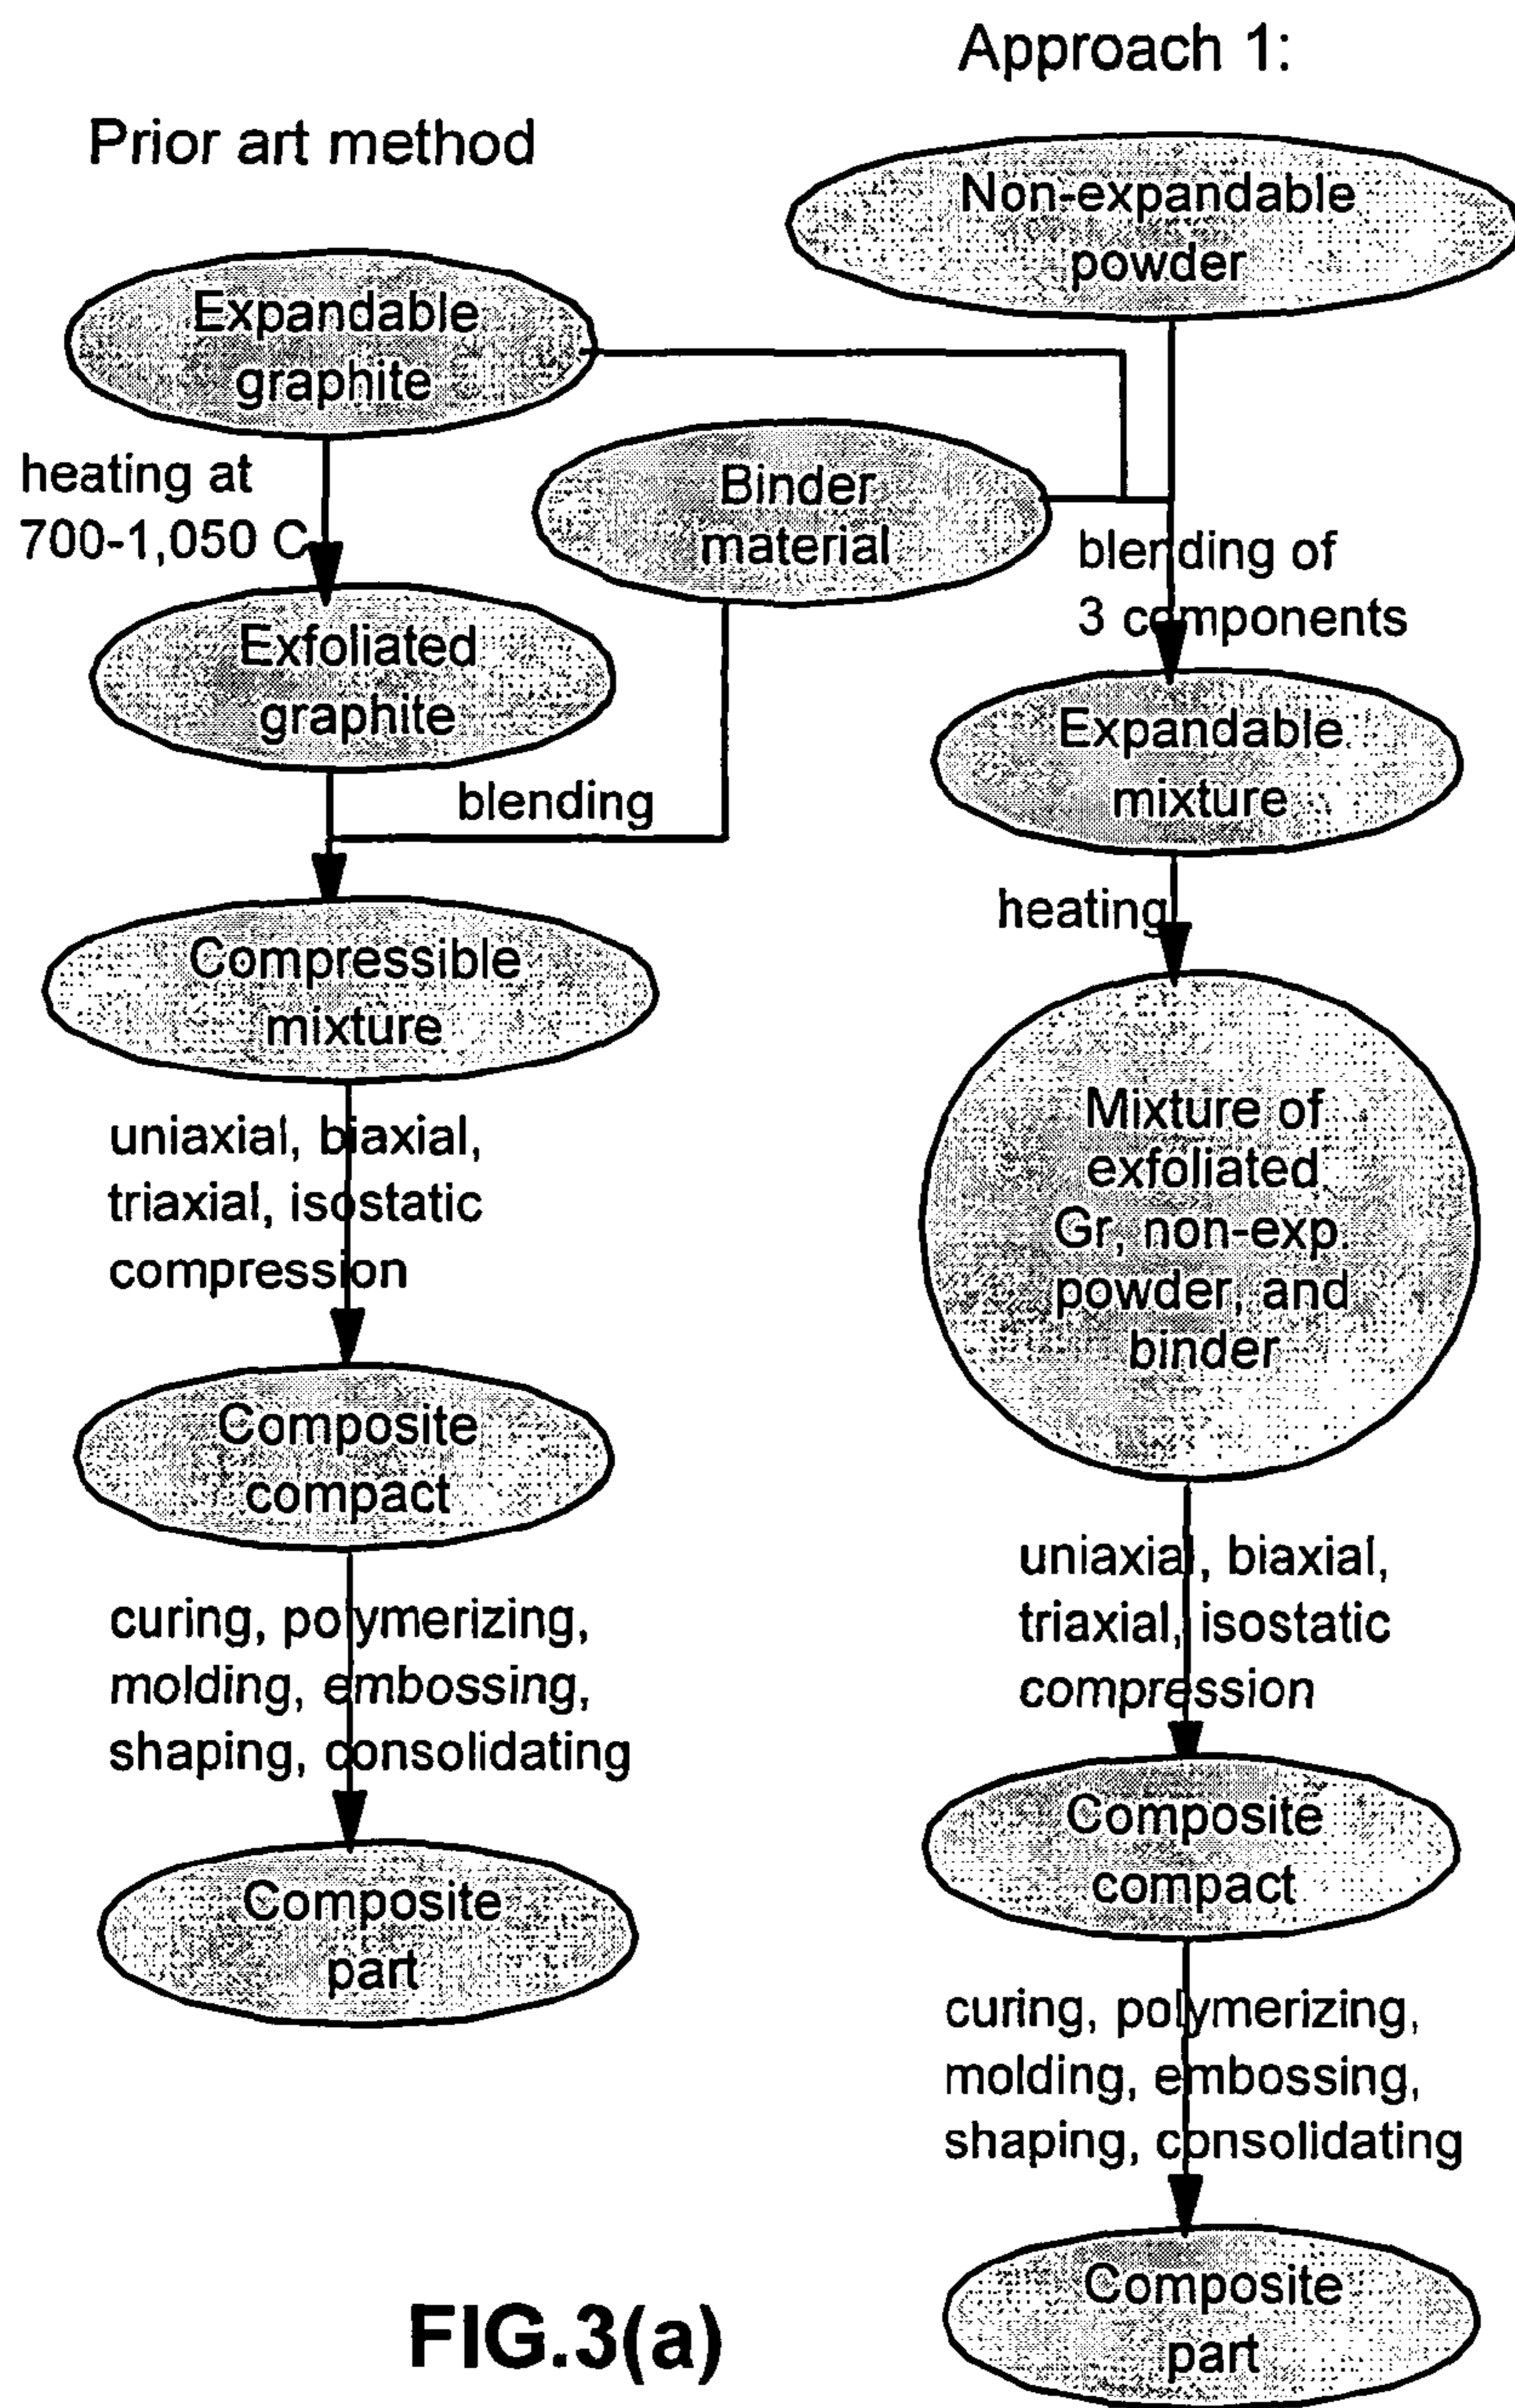 Prior art method
Expandable
graphite
heating at
700-1,050 C
Exfoliated
graphite
Binder
material
blending
Compressible
mixture
uniaxial, biaxial,
triaxial, isostatic
compression
Composite
compact
curing, polymerizing,
molding, embossing,
shaping, consolidating
Composite
part
Approach 1:
Non-expandable
powder
blending of
3 components
Expandable
mixture
heating
Mixture of
exfoliated
Gr, non-exp.
powder, and
binder
uniaxial, biaxial,
triaxial, isostatic
compression
Composite
compact
curing, polymerizing,
molding, embossing,
shaping, consolidating
Composite
part
FIG.3(a)